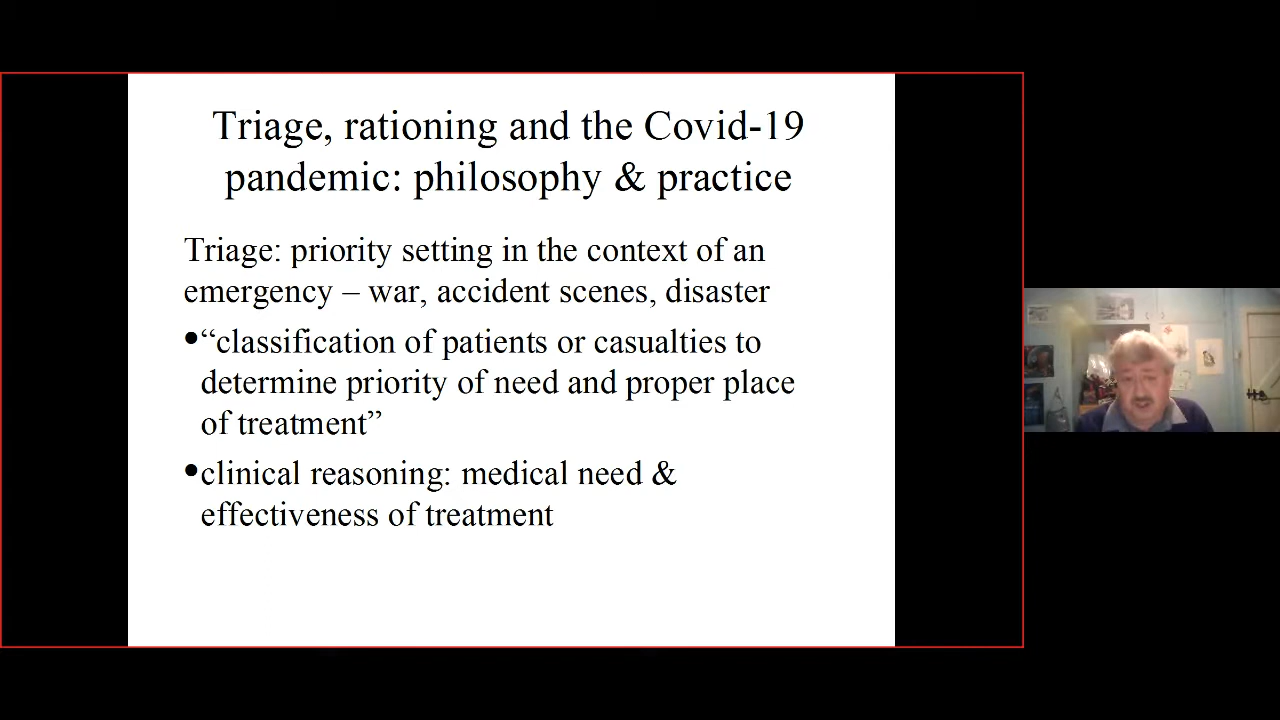 Triage, rationing and the Covid-19
pandemic: philosophy & practice
Triage: priority setting in the context of an
emergency – war, accident scenes, disaster
•“classification of patients or casualties to
determine priority of need and proper place
of treatment”
•clinical reasoning: medical need &
effectiveness of treatment